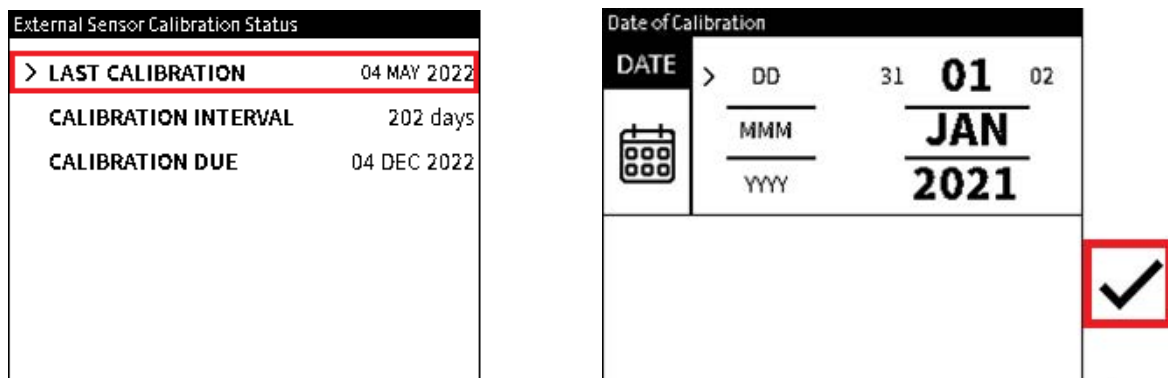 External Sensor Calibration Status
> LAST CALIBRATION 04 MAY 2022
CALIBRATION INTERVAL 202 days
CALIBRATION DUE 04 DEC 2022
Date of Calibration
DATE
> DD 31 01 02
MMM JAN
YYYY 2021